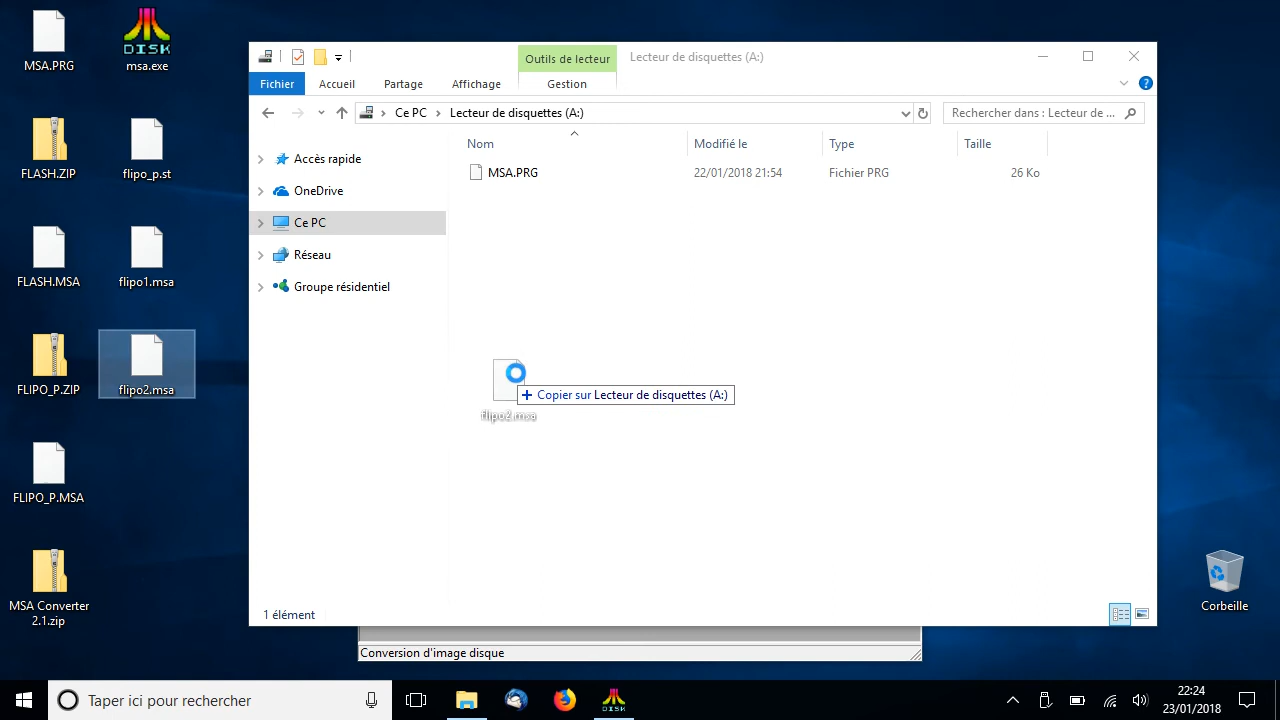 MSA.PRG
DISK
msa.exe
FLASH.ZIP
flipo_p.st
FLASH.MSA
flipo1.msa
FLIPO_P.ZIP
flipo2.msa
FLIPO_P.MSA
MSA Converter
2.1.zip
Outils de lecteur
Lecteur de disquettes (A:)
Fichier
Accueil
Partage
Affichage
Gestion
Ce PC
Lecteur de disquettes (A:)
Rechercher dans : Lecteur de ...
Nom
Modifié le
Type
Taille
MSA.PRG
22/01/2018 21:54
Fichier PRG
26 Ko
Accès rapide
OneDrive
Ce PC
Réseau
Groupe résidentiel
Copier sur Lecteur de disquettes (A:)
flipo2.msa
1 élément
Corbeille
Conversion d'image disque
Taper ici pour rechercher
DISK
22:24
23/01/2018